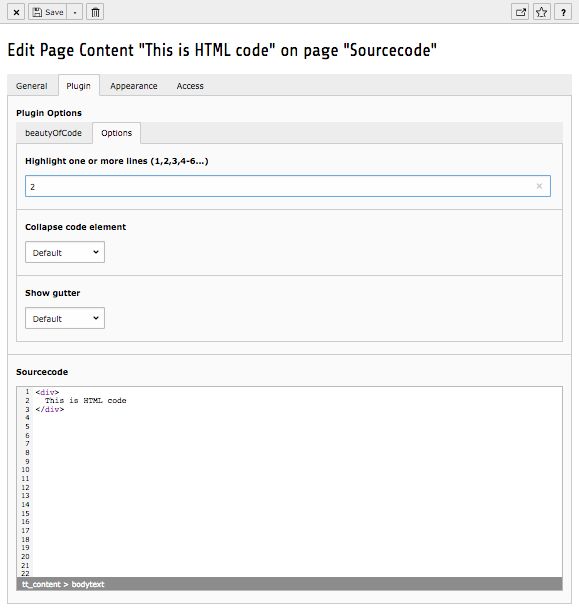 Save
?
Edit Page Content "This is HTML code" on page "Sourcecode"
General Plugin Appearance Access
Plugin Options
beautyOfCode Options
Highlight one or more lines (1,2,3,4-6...)
2
Collapse code element
Default
Show gutter
Default
Sourcecode
1 <div>
2 This is HTML code
3 </div>
4
5
6
7
8
9
10
11
12
13
14
15
16
17
18
19
20
21
22
tt_content > bodytext